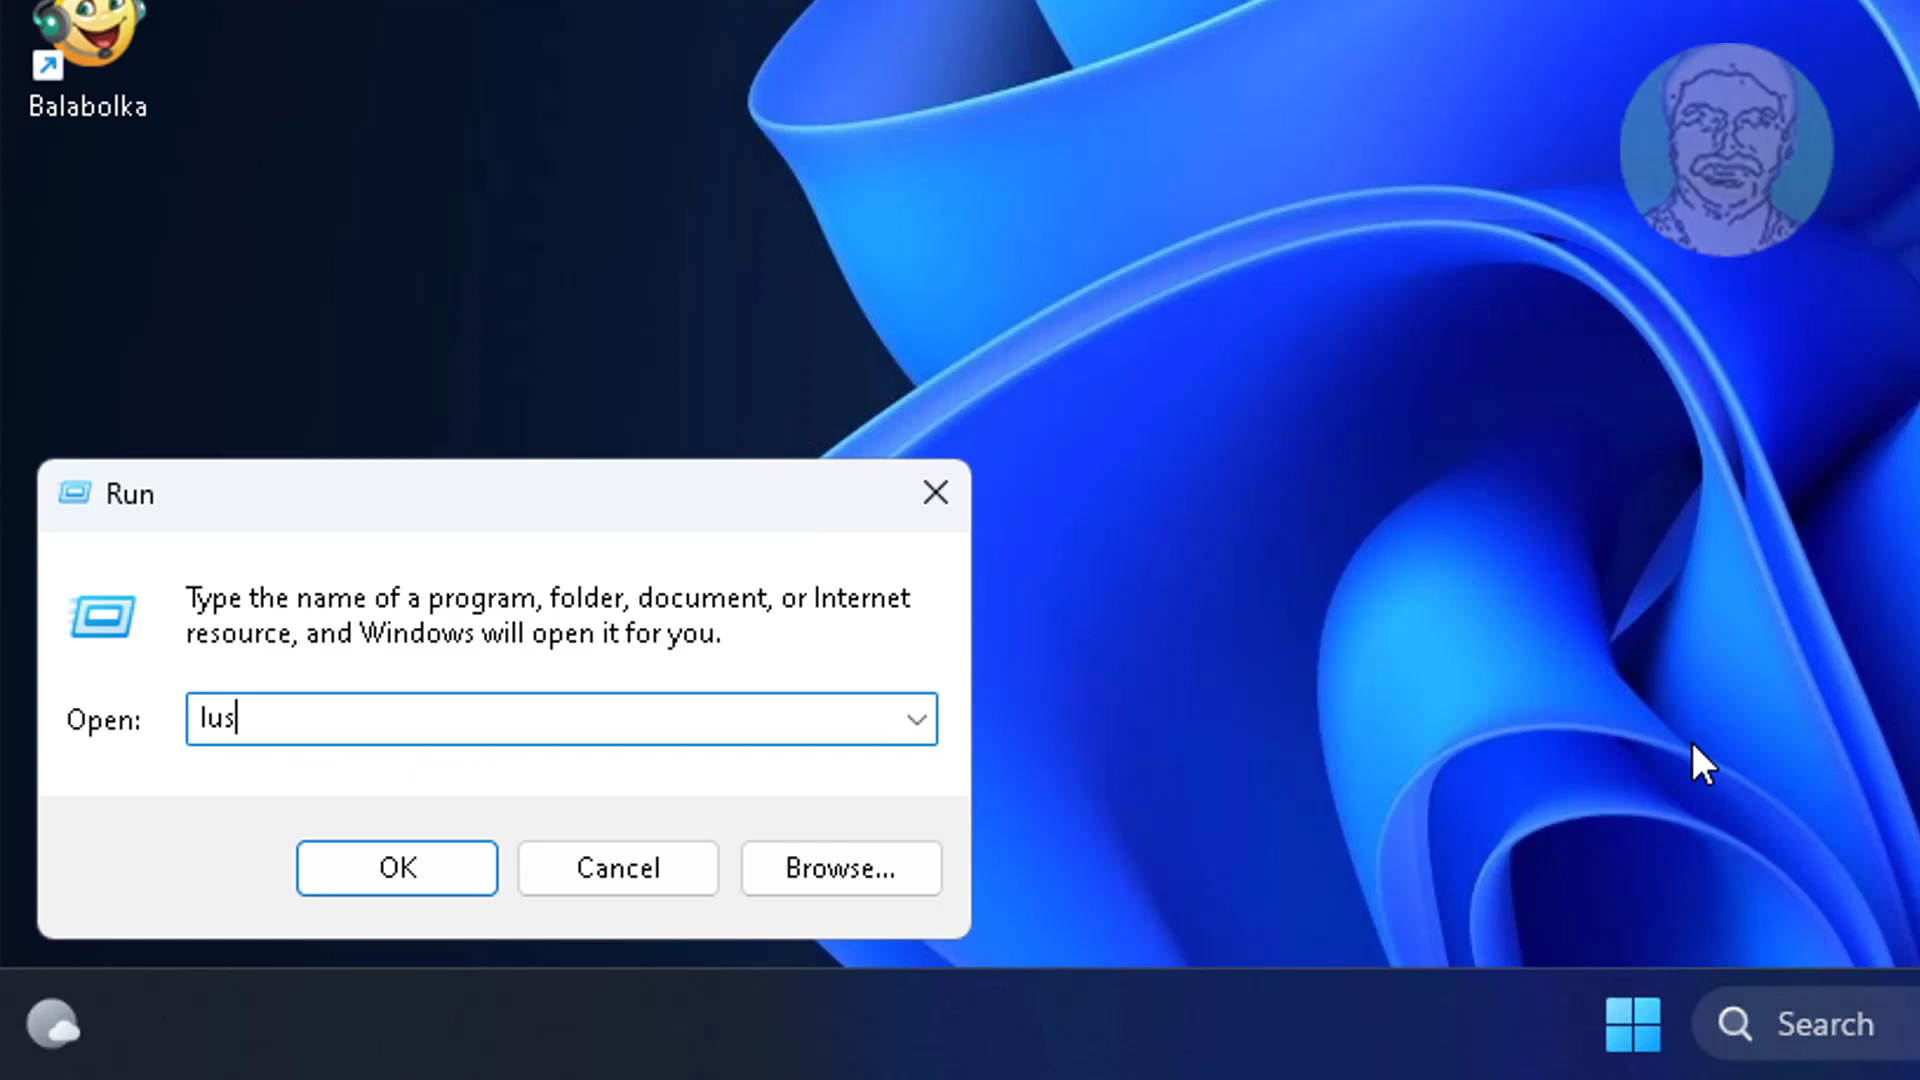 Balabolka
Run
Type the name of a program, folder, document, or Internet
resource, and Windows will open it for you.
Open:
lus
OK
Cancel
Browse...
Search